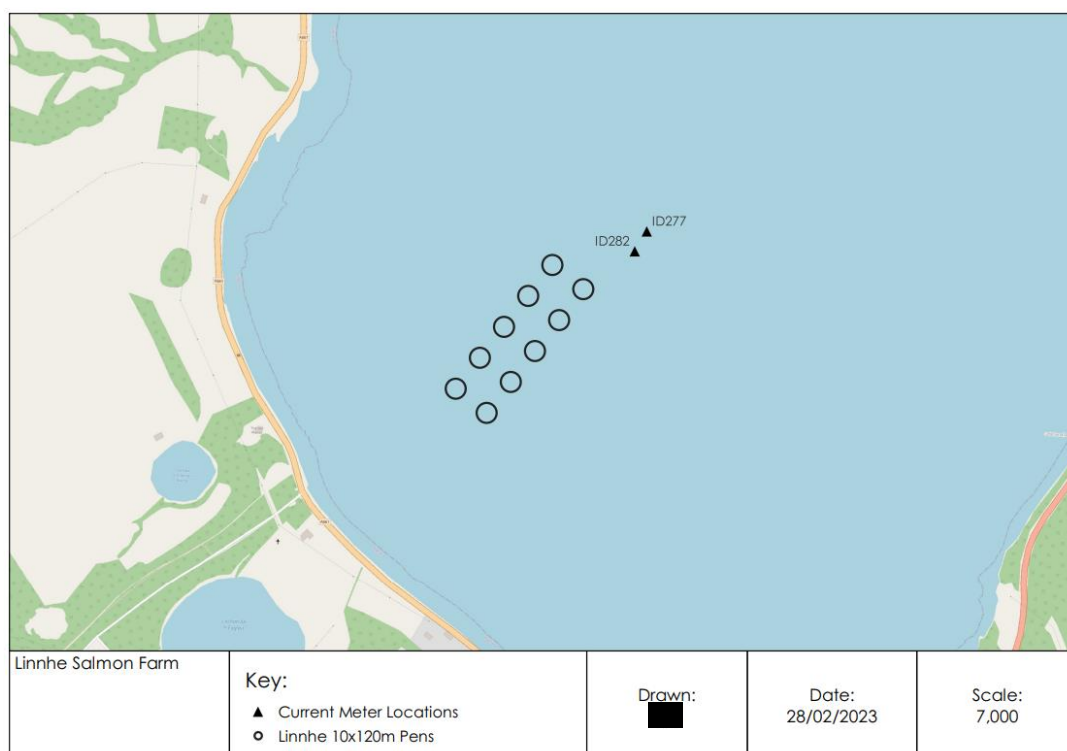 ID277
ID282
Linnhe Salmon Farm
Key:
Current Meter Locations
Linnhe 10x120m Pens
Drawn:
Date:
28/02/2023
Scale:
7,000